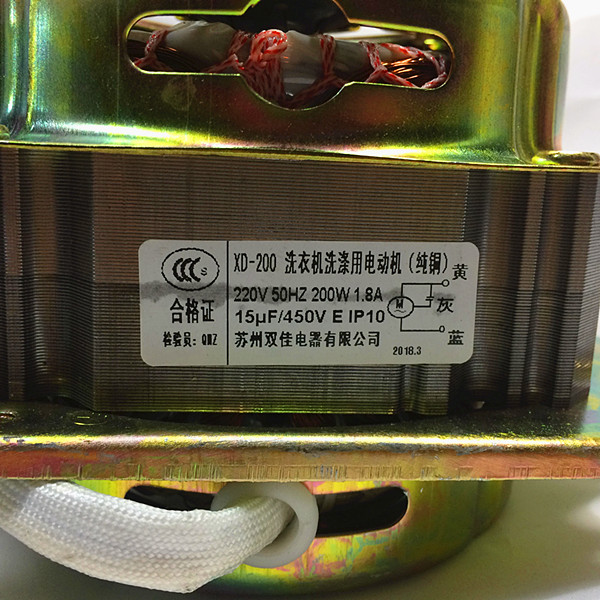 CCC S
XD-200 洗衣机洗涤用电动机(纯铜)
220V 50HZ 200W 1.8A
15μF/450V E IP10
苏州双佳电器有限公司
2018.3
合格证
检验员: QMZ
M
黄
灰
蓝